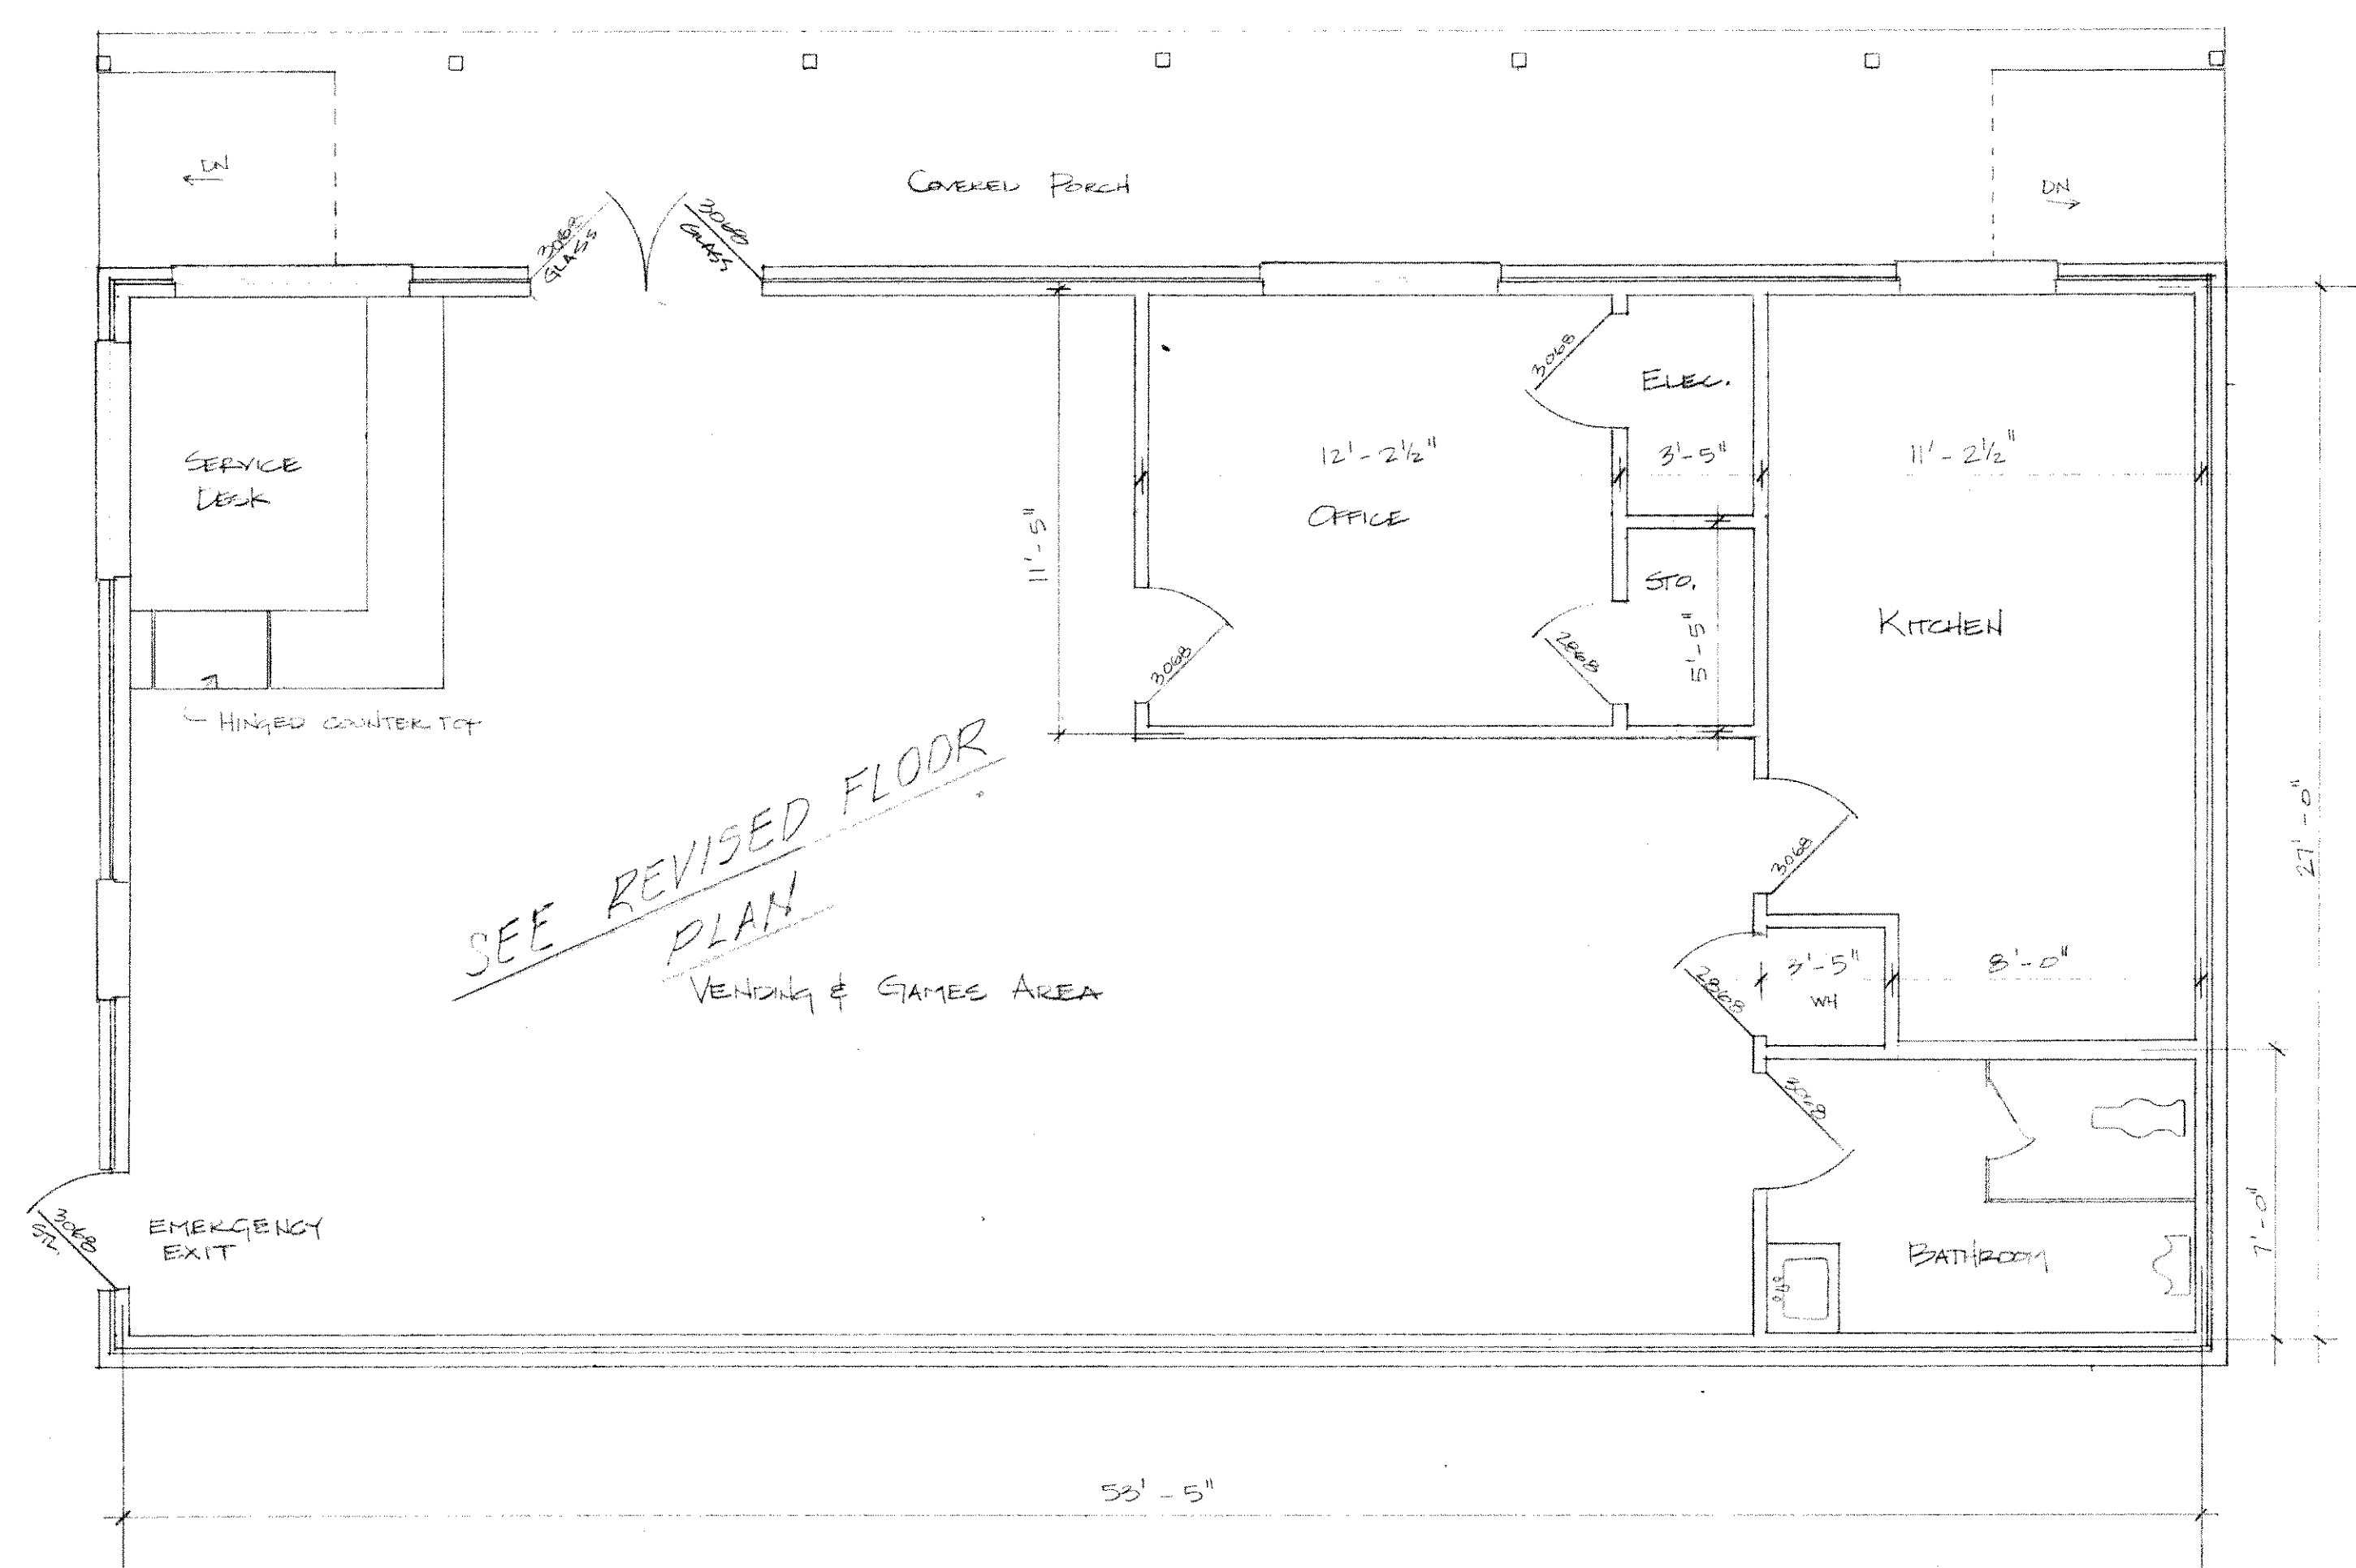 COVERED PORCH
DN
DN
3068
GLASS
3068
GLASS
SERVICE
DESK
HINGED COUNTER TOP
11'-5"
12'-2½"
OFFICE
3068
3068
2868
ELEC.
3'-5"
STO.
5'-5"
11'-2½"
KITCHEN
3068
SEE REVISED FLOOR
PLAN
VENDING & GAMES AREA
2868
3'-5"
WH
8'-0"
27'-0"
3068
BATHROOM
7'-0"
EMERGENCY
EXIT
3068
53'-5"